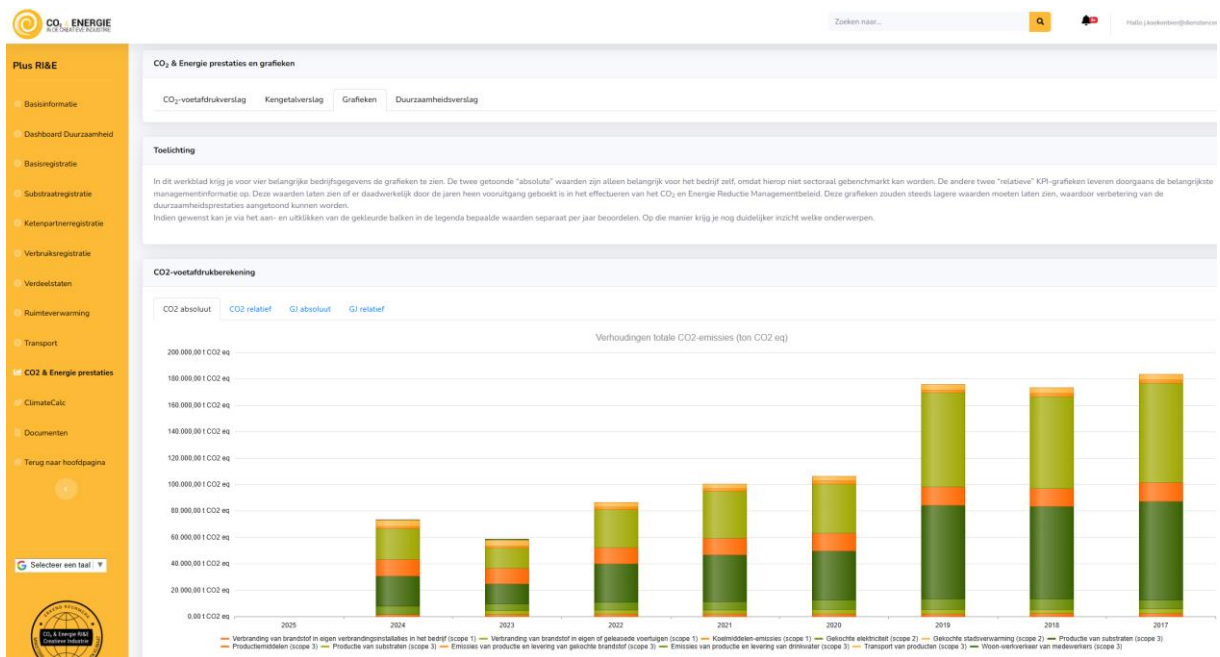 CO₂ & ENERGIE
IN DE CREATIEVE INDUSTRIE
Zoeken naar...
Plus RI&E
Basisinformatie
Dashboard Duurzaamheid
Basisregistratie
Substraatregistratie
Ketenpartnerregistratie
Verbruiksregistratie
Verdeelstaten
Ruimteverwarming
Transport
CO2 & Energie prestaties
ClimateCalc
Documenten
Terug naar hoofdpagina
Selecteer een taal
CO₂ & Energie RI&E
Creatieve Industrie
CO₂ & Energie prestaties en grafieken
CO₂-voetafdrukverslag Kengetalverslag Grafieken Duurzaamheidsverslag
Toelichting
In dit werkblad krijg je voor vier belangrijke bedrijfsgegevens de grafieken te zien. De twee getoonde "absolute" waarden zijn alleen belangrijk voor het bedrijf zelf, omdat hierop niet sectoraal gebenchmarkt kan worden. De andere twee "relatieve" KPI-grafieken leveren doorgaans de belangrijkste
managementinformatie op. Deze waarden laten zien of er daadwerkelijk door de jaren heen vooruitgang geboekt is in het effectueren van het CO₂ en Energie Reductie Managementbeleid. Deze grafieken zouden steeds lagere waarden moeten laten zien, waardoor verbetering van de
duurzaamheidsprestaties aangetoond kunnen worden.
Indien gewenst kan je via het aan- en uitklikken van de gekleurde balken in de legenda bepaalde waarden separaat per jaar beoordelen. Op die manier krijg je nog duidelijker inzicht welke onderwerpen.
CO2-voetafdrukberekening
CO2 absoluut CO2 relatief GJ absoluut GJ relatief
Verhoudingen totale CO2-emissies (ton CO2 eq)
200.000,00 t CO2 eq
180.000,00 t CO2 eq
160.000,00 t CO2 eq
140.000,00 t CO2 eq
120.000,00 t CO2 eq
100.000,00 t CO2 eq
80.000,00 t CO2 eq
60.000,00 t CO2 eq
40.000,00 t CO2 eq
20.000,00 t CO2 eq
0,00 t CO2 eq
2025 2024 2023 2022 2021 2020 2019 2018 2017
Verbranding van brandstof in eigen verbrandingsinstallaties in het bedrijf (scope 1) Verbranding van brandstof in eigen of geleasede voertuigen (scope 1) Koelmiddelen-emissies (scope 1) Gekochte elektriciteit (scope 2) Gekochte stadsverwarming (scope 2) Productie van substraten (scope 3)
Productiemiddelen (scope 3) Productie van substraten (scope 3) Emissies van productie en levering van gekochte brandstof (scope 3) Emissies van productie en levering van drinkwater (scope 3) Transport van producten (scope 3) Woon-werkverkeer van medewerkers (scope 3)